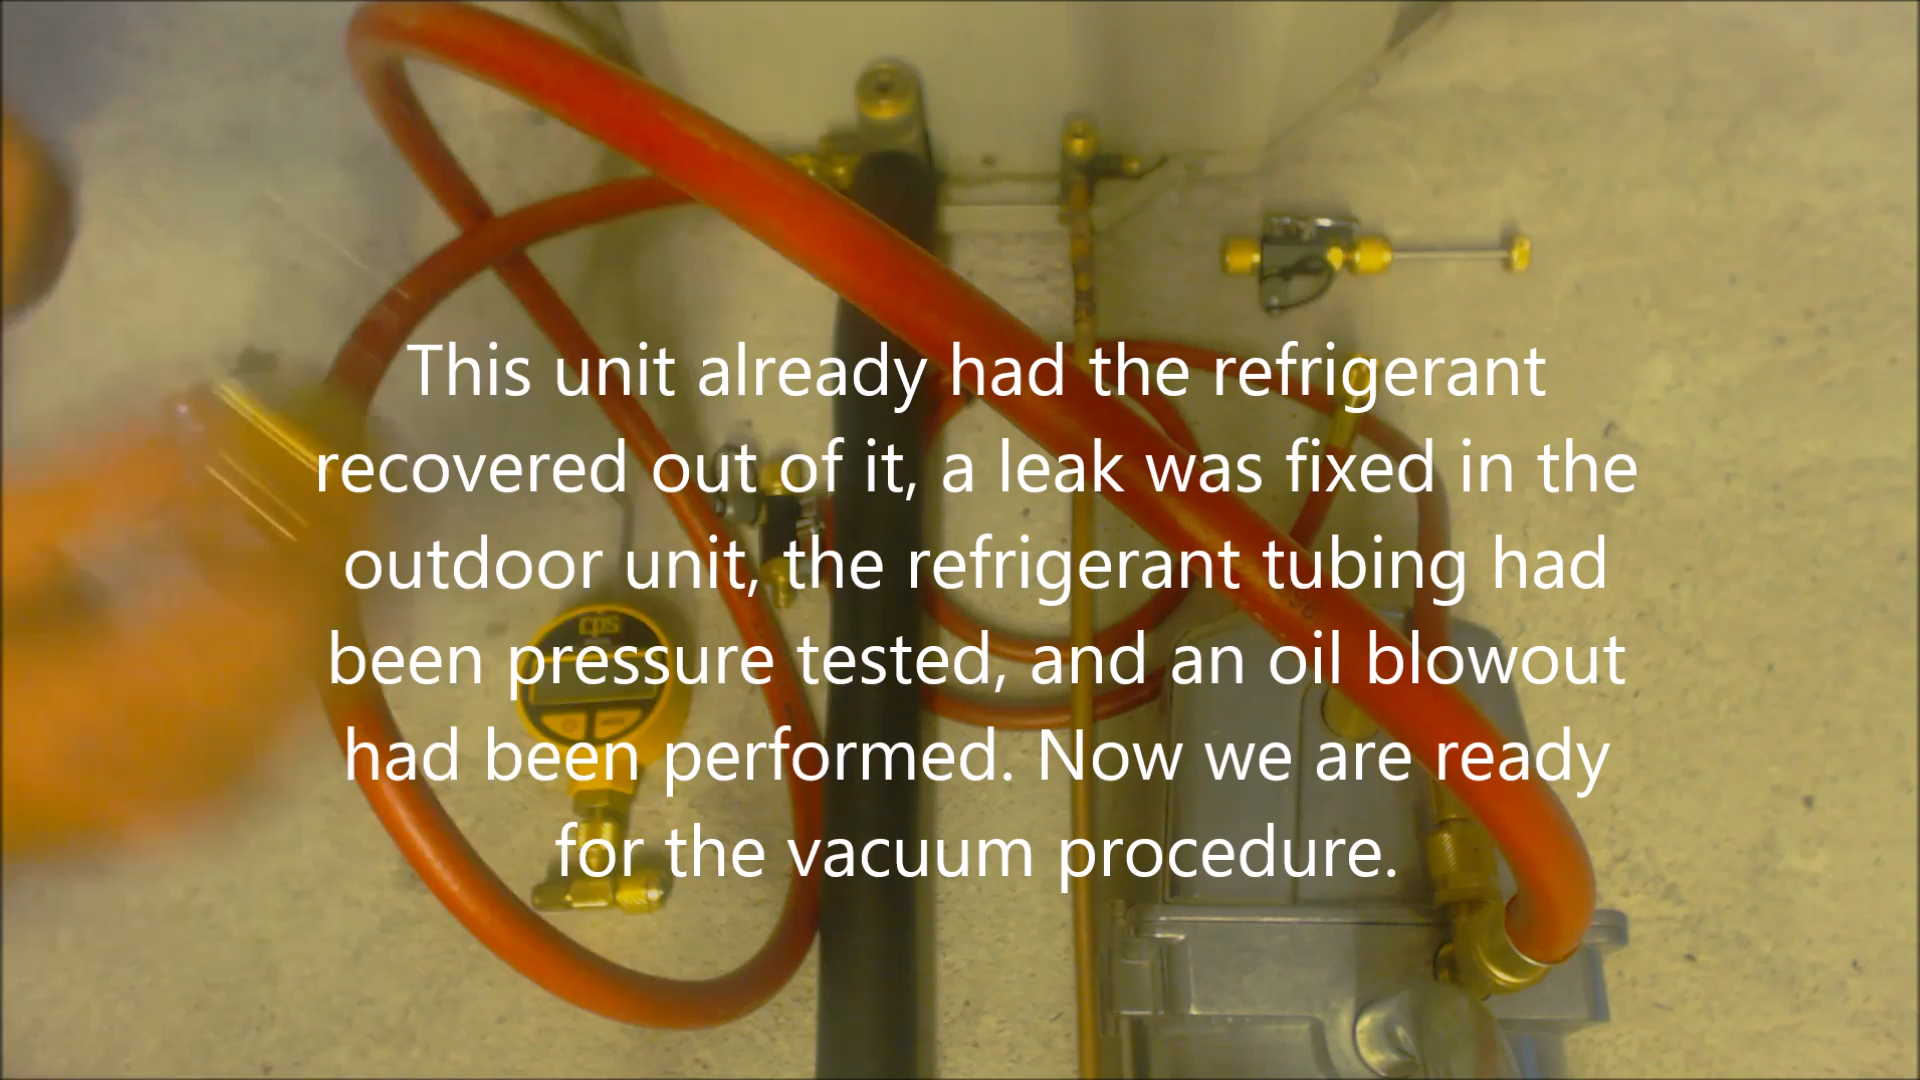 This unit already had the refrigerant
recovered out of it, a leak was fixed in the
outdoor unit, the refrigerant tubing had
been pressure tested, and an oil blowout
had been performed. Now we are ready
for the vacuum procedure.
cps